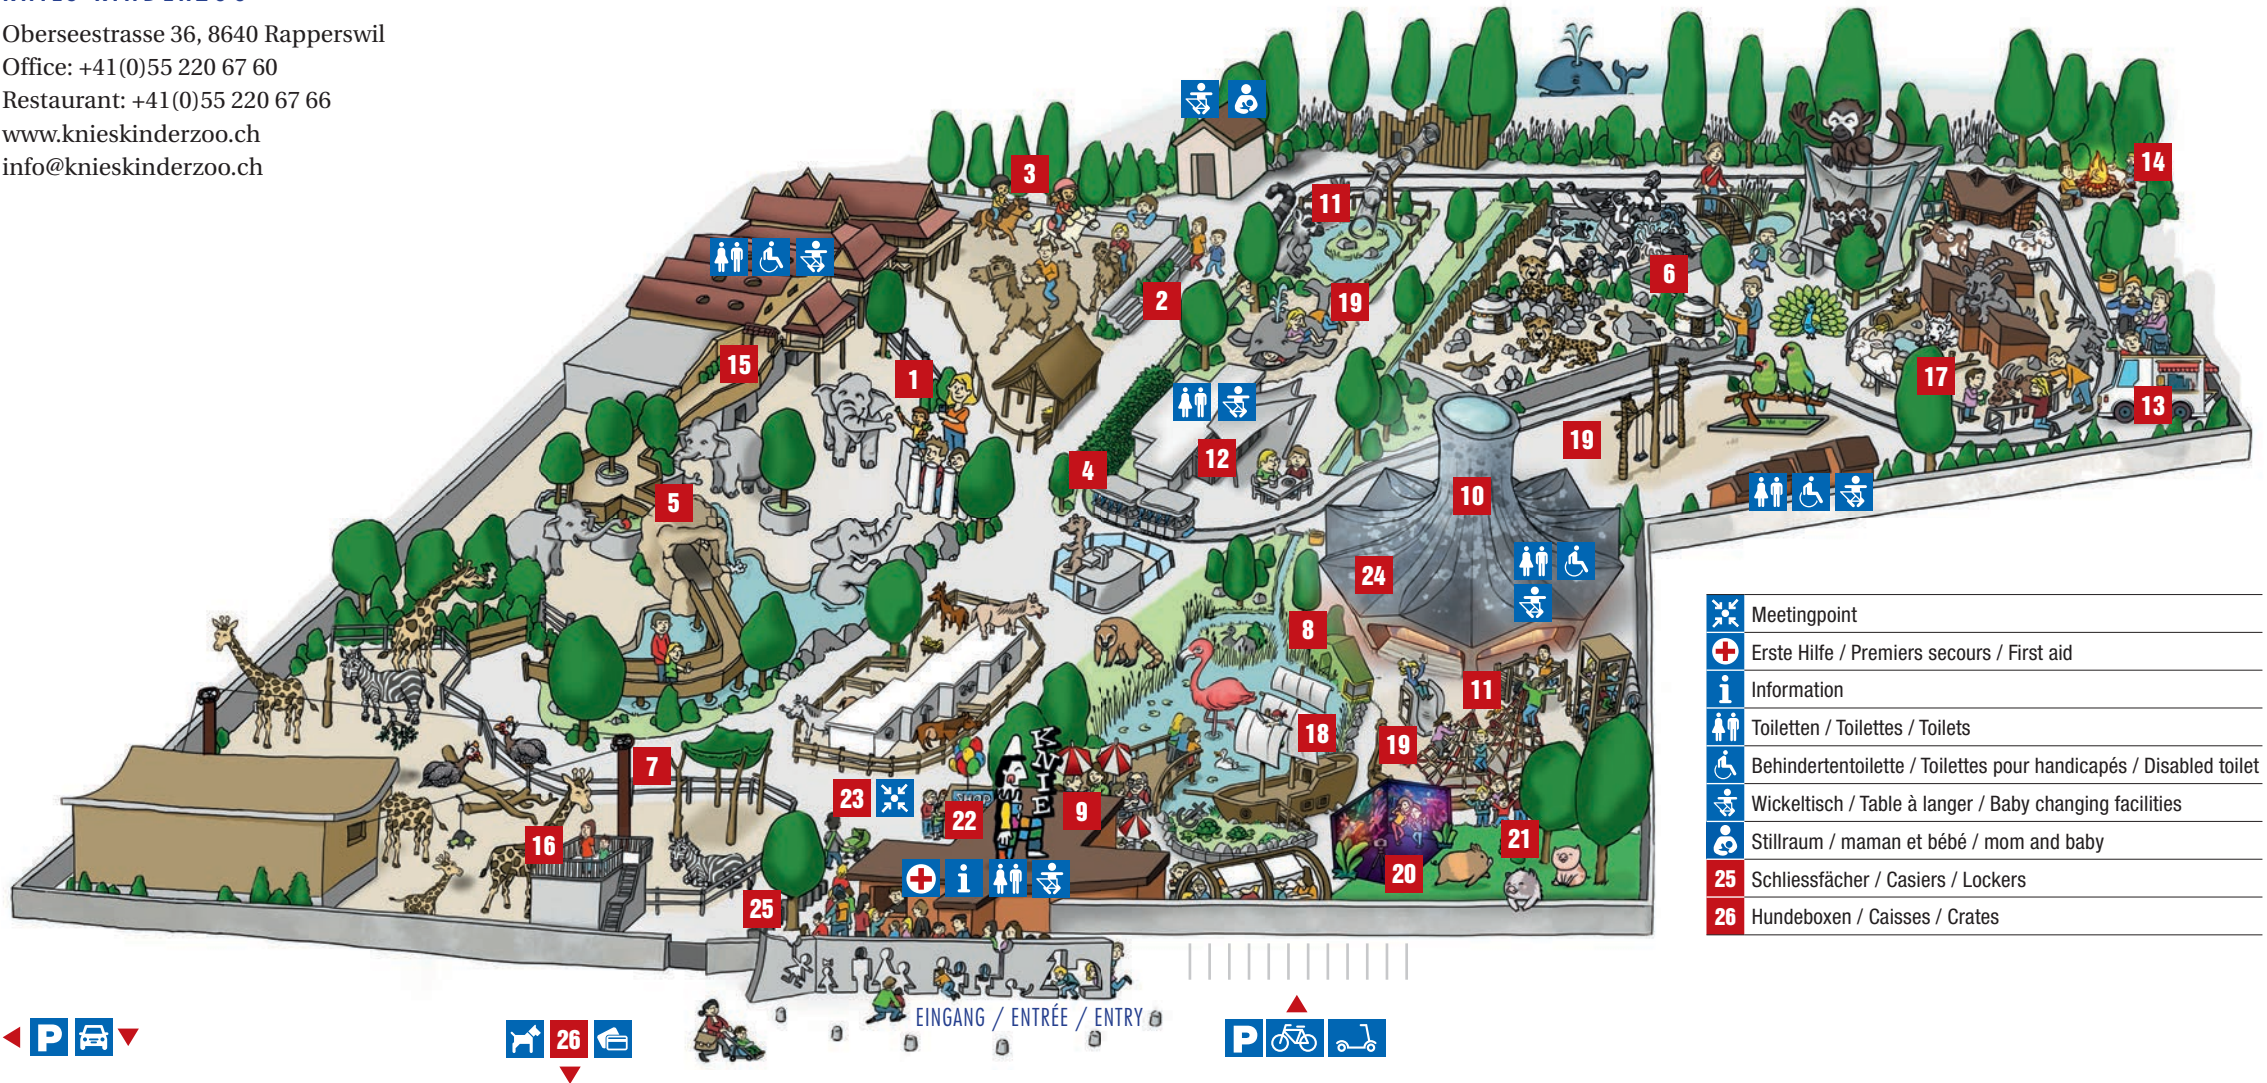 Oberseestrasse 36, 8640 Rapperswil
Office: +41(0)55 220 67 60
Restaurant: +41(0)55 220 67 66
www.knieskinderzoo.ch
info@knieskinderzoo.ch
3
11
14
2
19
6
15
1
17
13
4
12
19
5
10
24
8
11
7
18
19
23
22
9
16
21
20
25
KNIE
SHOP
Meetingpoint
Erste Hilfe / Premiers secours / First aid
i Information
Toiletten / Toilettes / Toilets
Behindertentoilette / Toilettes pour handicapés / Disabled toilet
Wickeltisch / Table à langer / Baby changing facilities
Stillraum / maman et bébé / mom and baby
25 Schliessfächer / Casiers / Lockers
26 Hundeboxen / Caisses / Crates
i
EINGANG / ENTRÉE / ENTRY
P
26
P